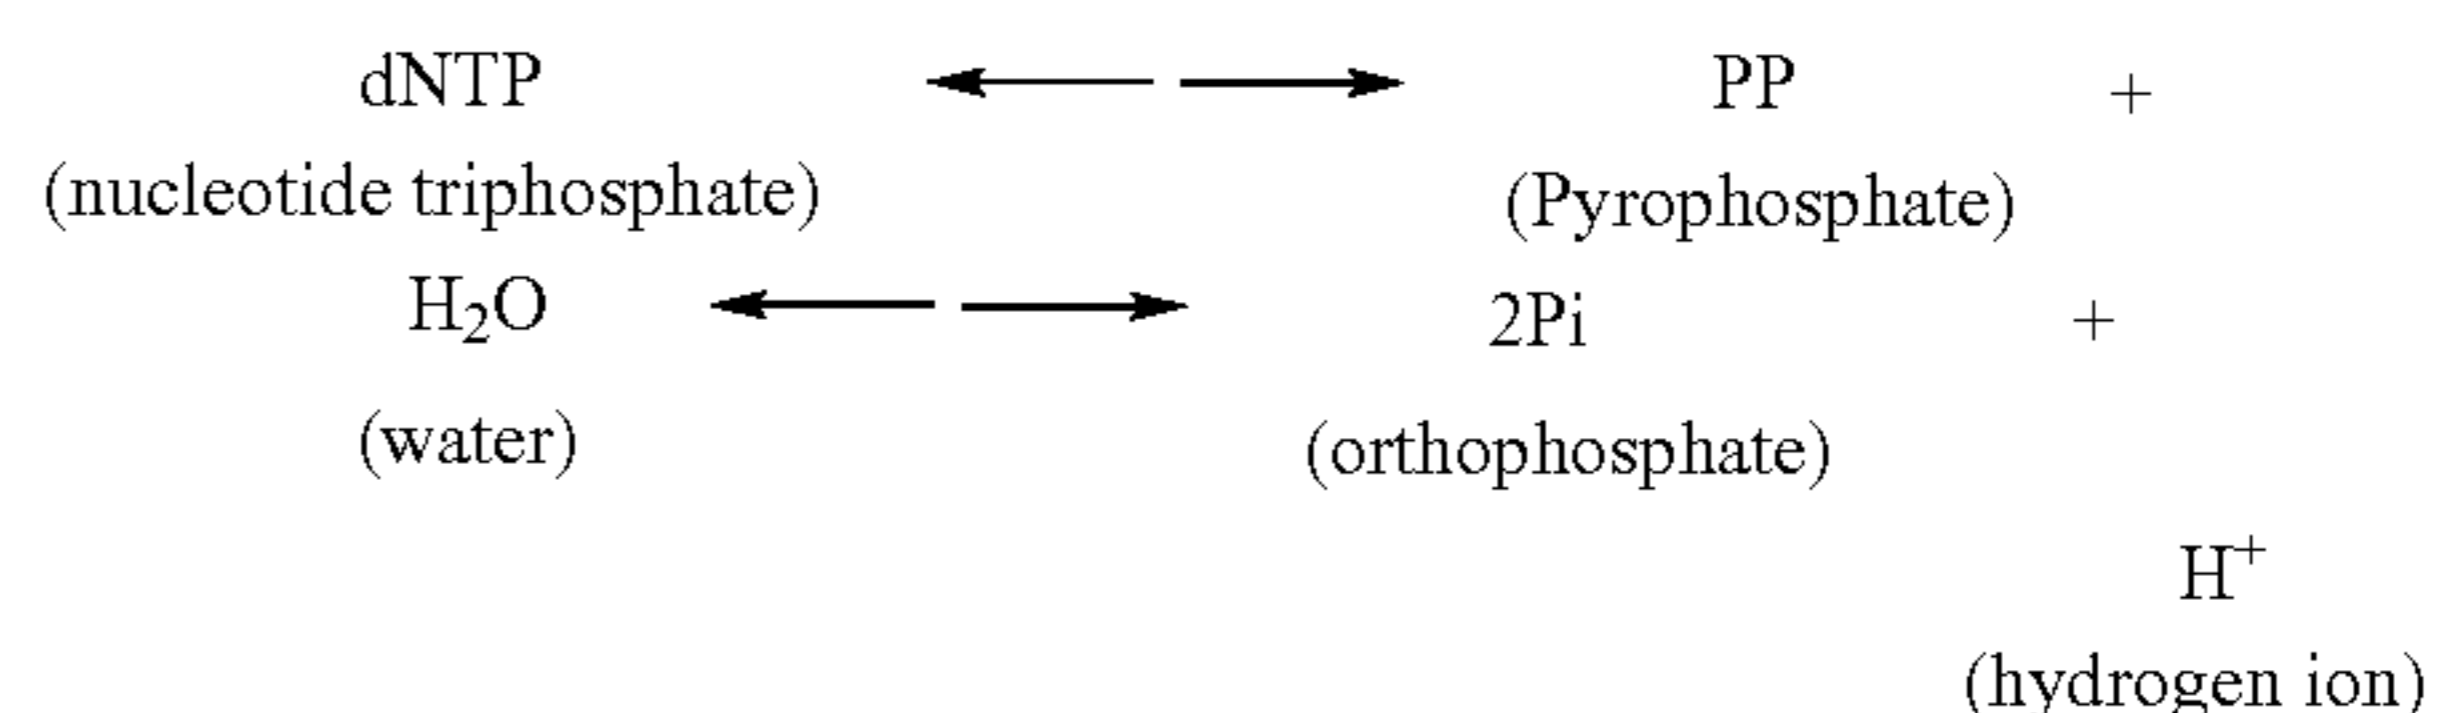 dNTP ← → PP +
(nucleotide triphosphate) (Pyrophosphate)
H₂O ← → 2Pi +
(water) (orthophosphate)
H⁺
(hydrogen ion)